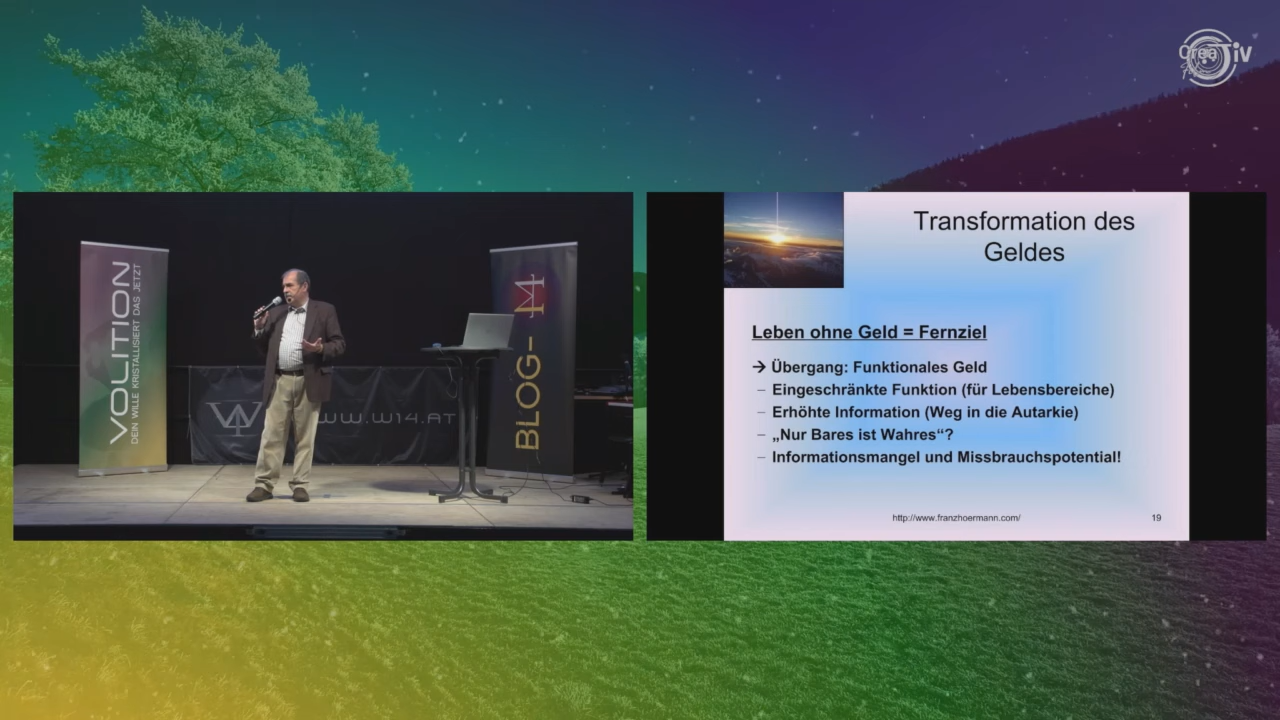 CreaTiv
VOLITION
DEIN WILLE KRISTALLISIERT DAS JETZT
WWW.W14.AT
BLOG-
Transformation des
Geldes
Leben ohne Geld = Fernziel
→ Übergang: Funktionales Geld
– Eingeschränkte Funktion (für Lebensbereiche)
– Erhöhte Information (Weg in die Autarkie)
– „Nur Bares ist Wahres“?
– Informationsmangel und Missbrauchspotential!
http://www.franzhoermann.com/
19